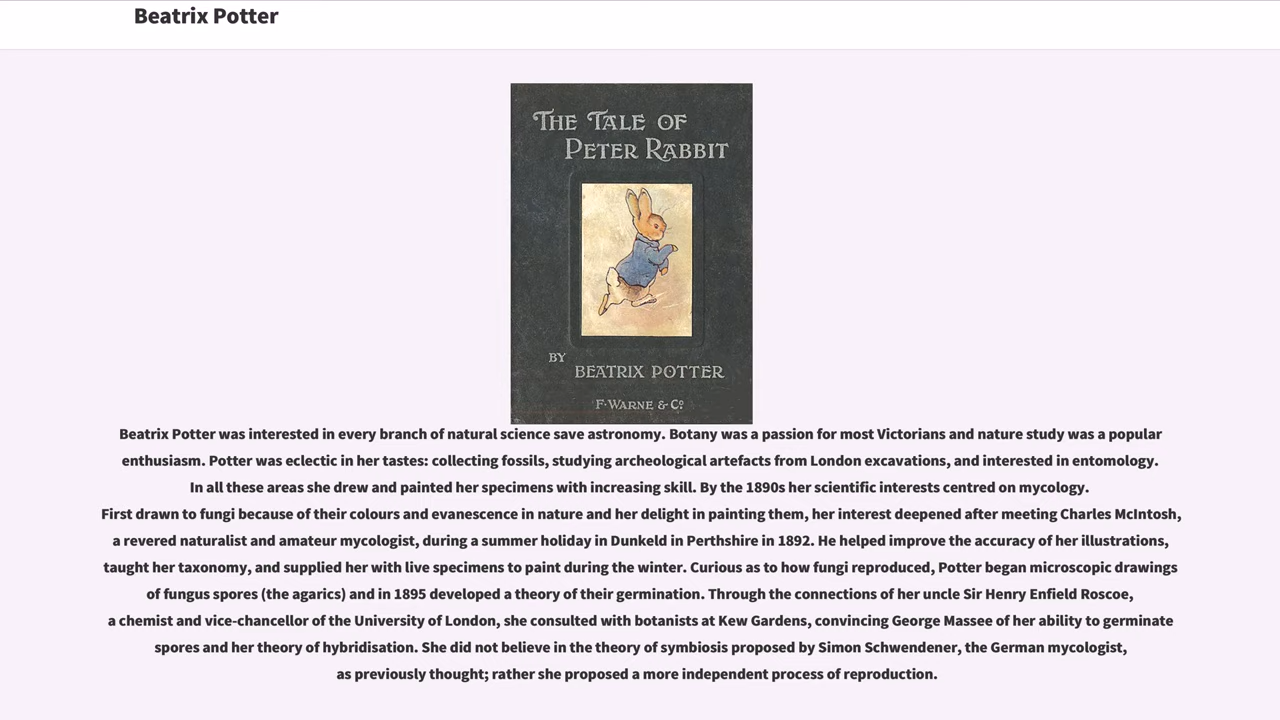 Beatrix Potter
THE TALE OF
PETER RABBIT
BY
BEATRIX POTTER
F. WARNE & Co
Beatrix Potter was interested in every branch of natural science save astronomy. Botany was a passion for most Victorians and nature study was a popular
enthusiasm. Potter was eclectic in her tastes: collecting fossils, studying archeological artefacts from London excavations, and interested in entomology.
In all these areas she drew and painted her specimens with increasing skill. By the 1890s her scientific interests centred on mycology.
First drawn to fungi because of their colours and evanescence in nature and her delight in painting them, her interest deepened after meeting Charles McIntosh,
a revered naturalist and amateur mycologist, during a summer holiday in Dunkeld in Perthshire in 1892. He helped improve the accuracy of her illustrations,
taught her taxonomy, and supplied her with live specimens to paint during the winter. Curious as to how fungi reproduced, Potter began microscopic drawings
of fungus spores (the agarics) and in 1895 developed a theory of their germination. Through the connections of her uncle Sir Henry Enfield Roscoe,
a chemist and vice-chancellor of the University of London, she consulted with botanists at Kew Gardens, convincing George Massee of her ability to germinate
spores and her theory of hybridisation. She did not believe in the theory of symbiosis proposed by Simon Schwendener, the German mycologist,
as previously thought; rather she proposed a more independent process of reproduction.